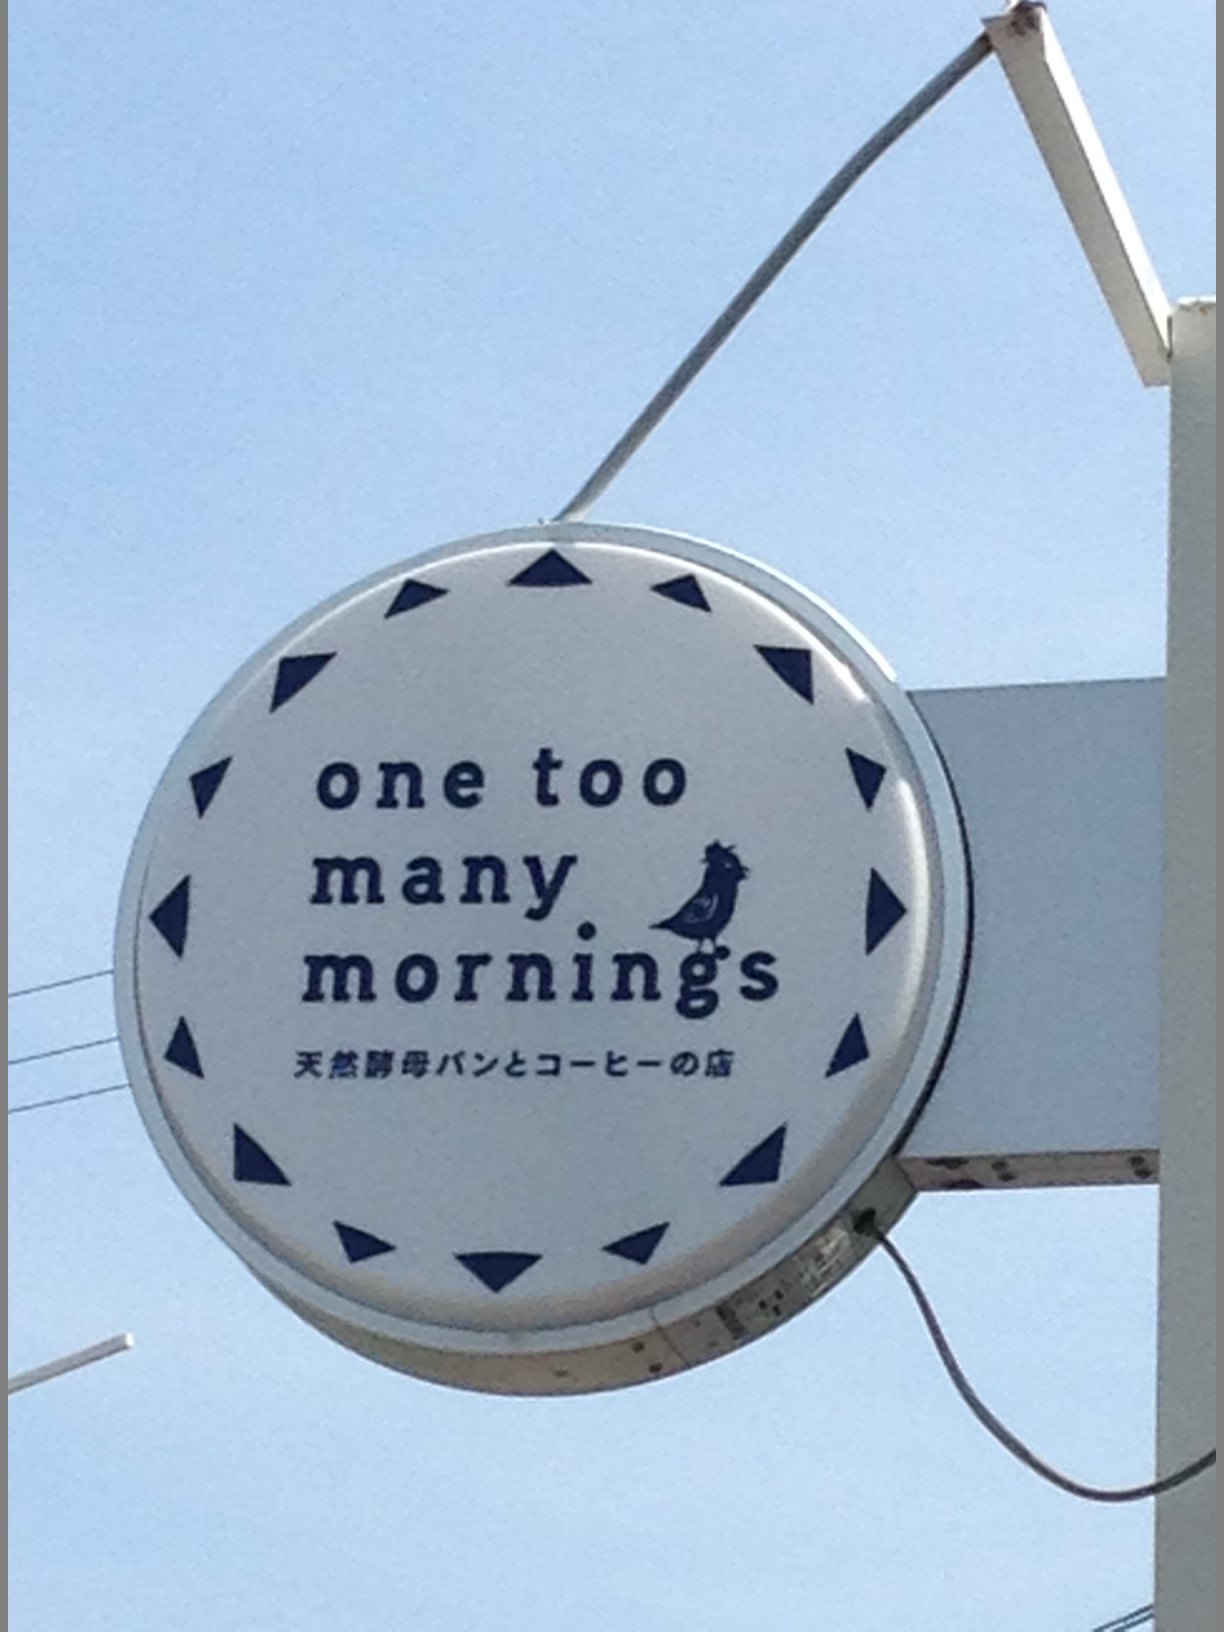 one too
many
mornings
天然酵母パンとコーヒーの店